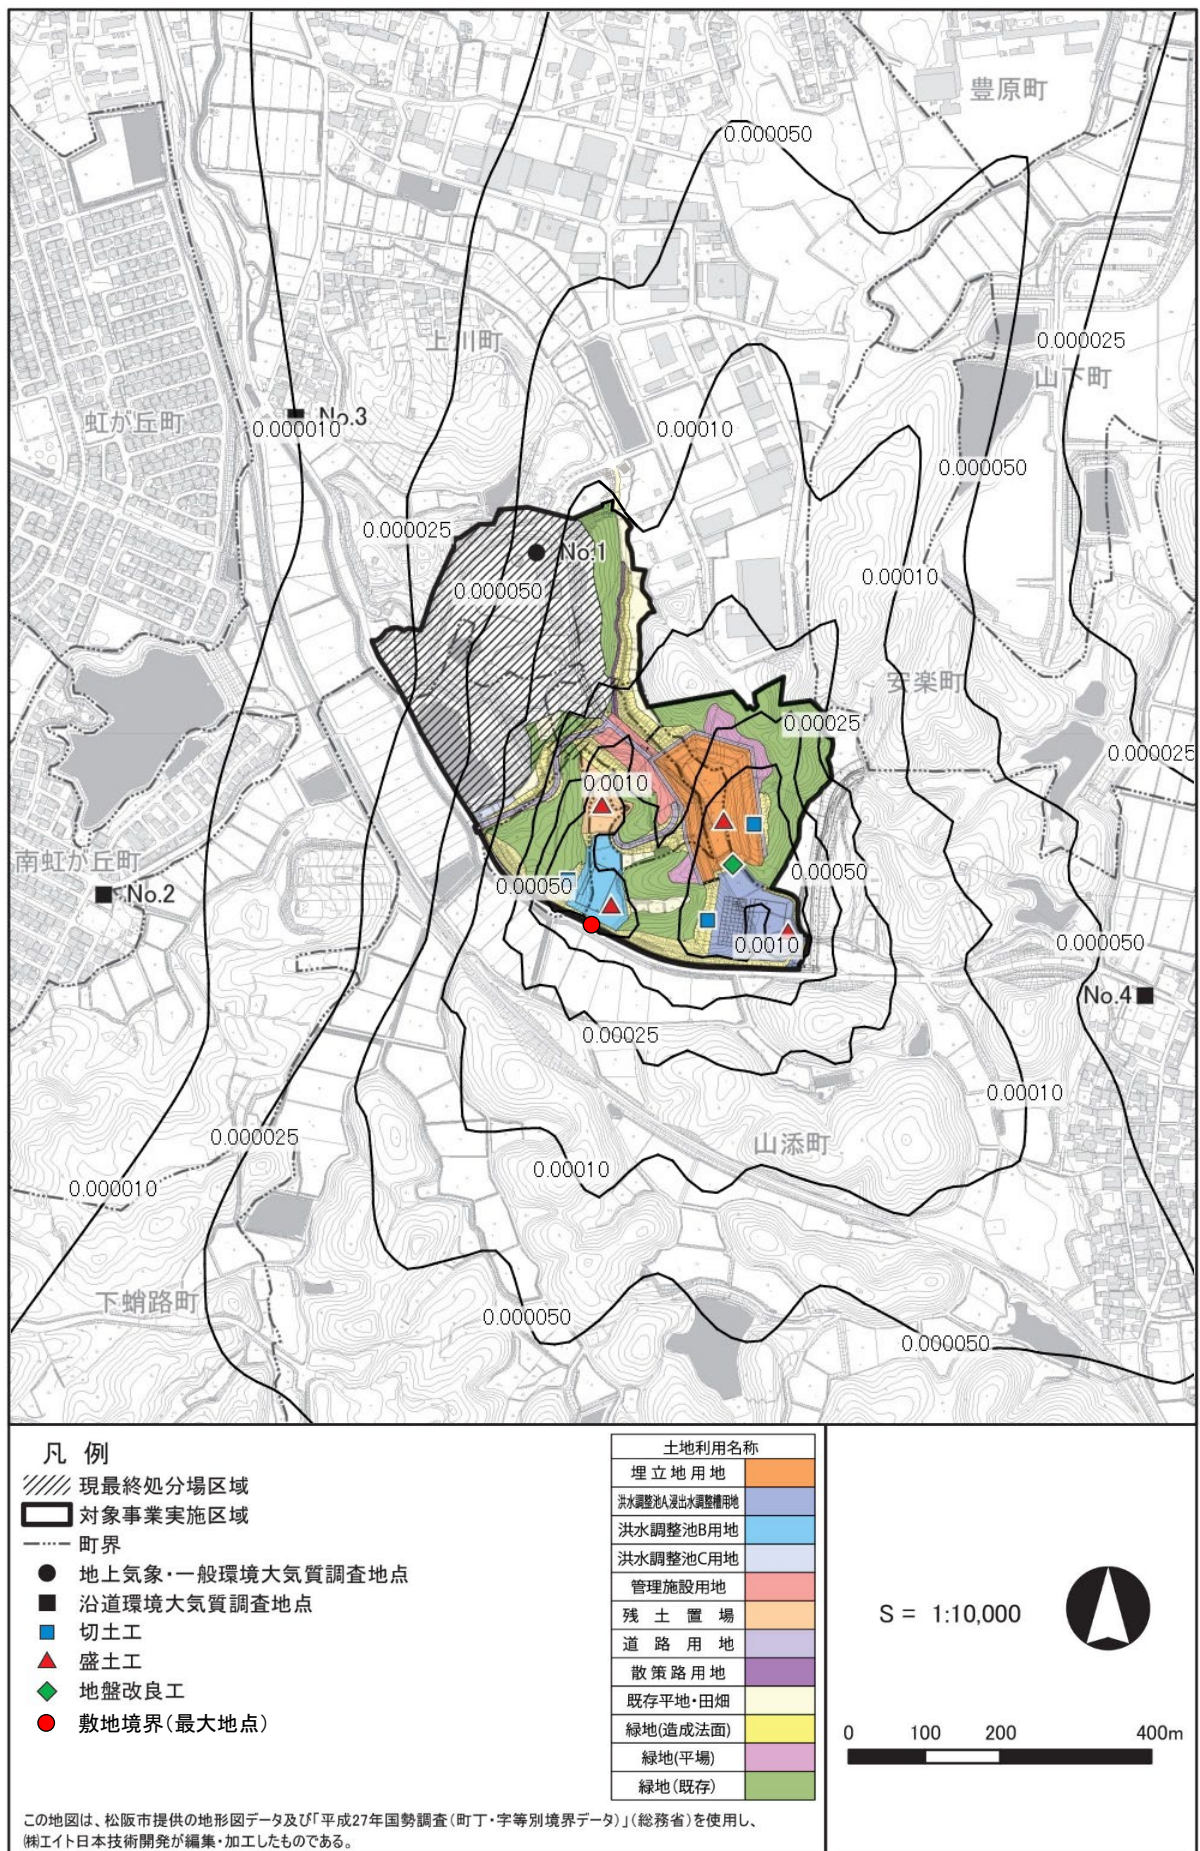 0.000050
豊原町
0.000025
上川町
山下町
虹が丘町
No.3
0.000010
0.00010
0.000050
0.000025
No.1
0.00010
0.000050
安楽町
0.00025
0.000025
0.0010
南虹が丘町
No.2
0.00050
0.00050
0.0010
0.000050
No.4
0.00025
0.00010
0.000025
山添町
0.00010
0.000010
下蛸路町
0.000050
0.000050
凡 例
現最終処分場区域
対象事業実施区域
町界
地上気象・一般環境大気質調査地点
沿道環境大気質調査地点
切土工
盛土工
地盤改良工
敷地境界(最大地点)
土地利用名称
埋立地用地
洪水調整池A,浸出水調整槽用地
洪水調整池B用地
洪水調整池C用地
管理施設用地
残土置場
道路用地
散策路用地
既存平地・田畑
緑地(造成法面)
緑地(平場)
緑地(既存)
S = 1:10,000
0 100 200 400m
この地図は、松阪市提供の地形図データ及び「平成27年国勢調査(町丁・字等別境界データ)」(総務省)を使用し、
㈱エイト日本技術開発が編集・加工したものである。